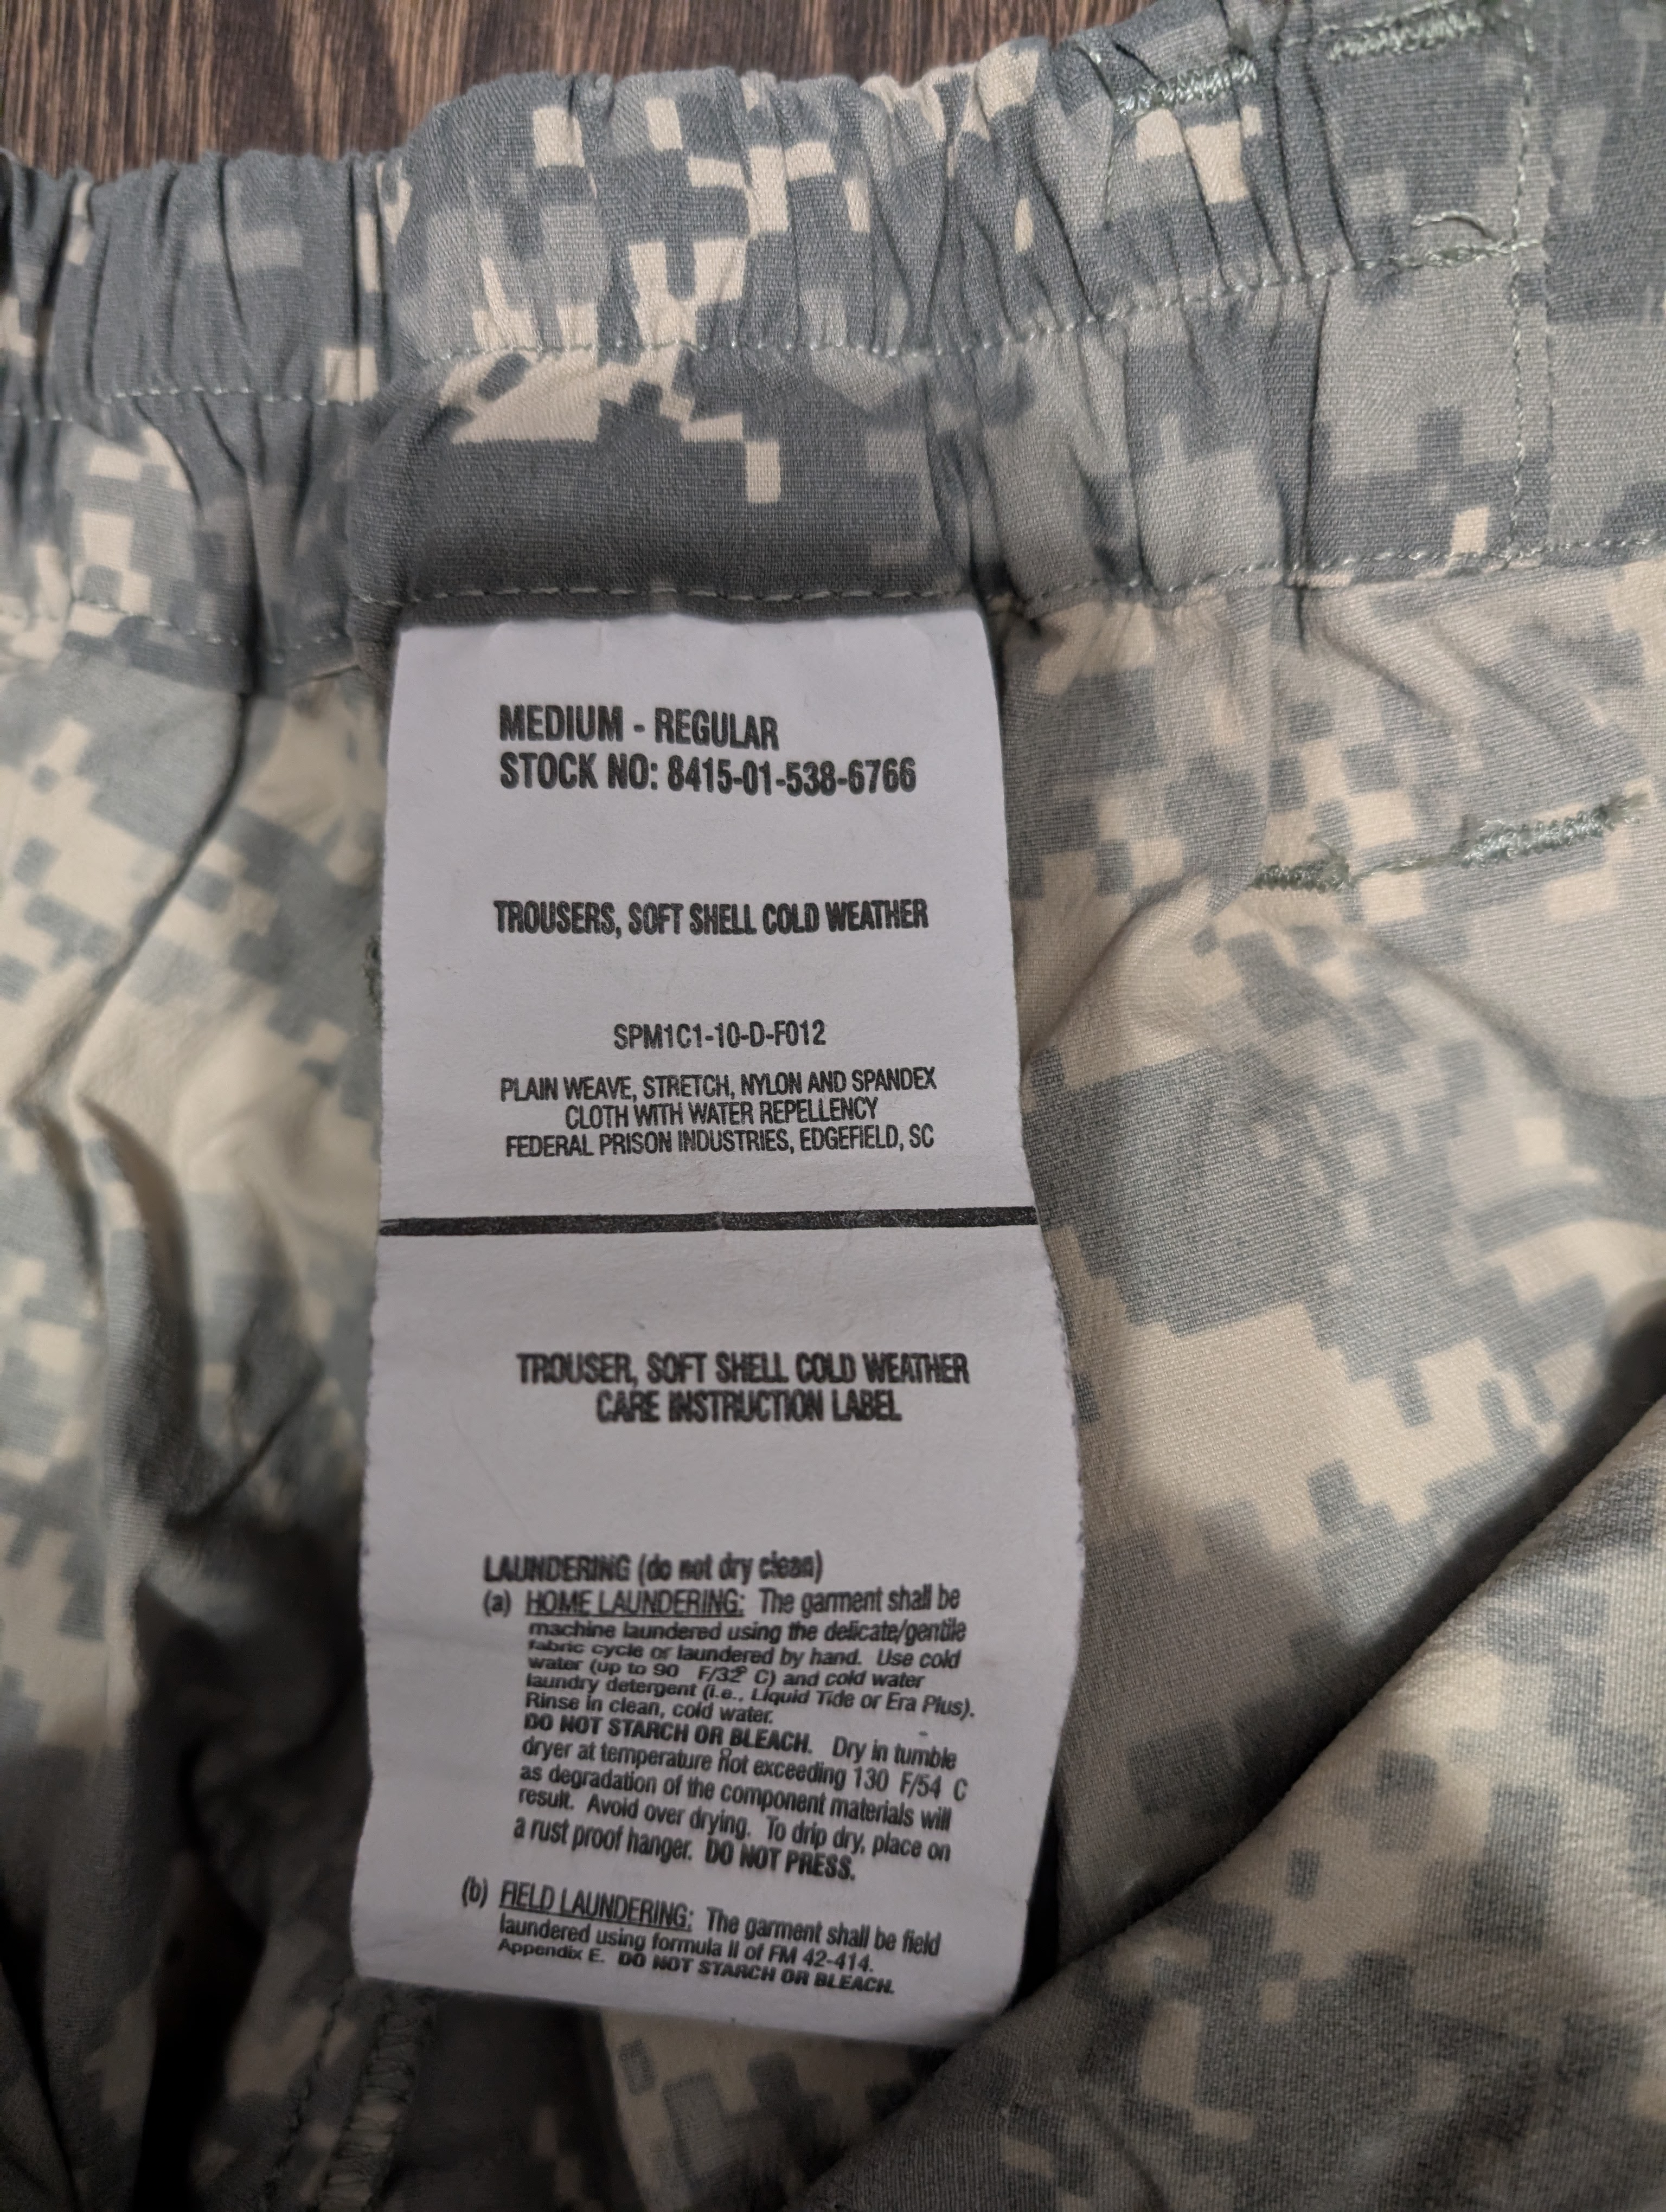 MEDIUM - REGULAR
STOCK NO: 8415-01-538-6766
TROUSERS, SOFT SHELL COLD WEATHER
SPM1C1-10-D-F012
PLAIN WEAVE, STRETCH, NYLON AND SPANDEX
CLOTH WITH WATER REPELLENCY
FEDERAL PRISON INDUSTRIES, EDGEFIELD, SC
TROUSER, SOFT SHELL COLD WEATHER
CARE INSTRUCTION LABEL
LAUNDERING (do not dry clean)
(a) HOME LAUNDERING: The garment shall be
machine laundered using the delicate/gentile
fabric cycle or laundered by hand. Use cold
water (up to 90 F/32° C) and cold water
laundry detergent (i.e., Liquid Tide or Era Plus).
Rinse in clean, cold water.
DO NOT STARCH OR BLEACH. Dry in tumble
dryer at temperature not exceeding 130 F/54 C
as degradation of the component materials will
result. Avoid over drying. To drip dry, place on
a rust proof hanger. DO NOT PRESS.
(b) FIELD LAUNDERING: The garment shall be field
laundered using formula II of FM 42-414.
Appendix E. DO NOT STARCH OR BLEACH.